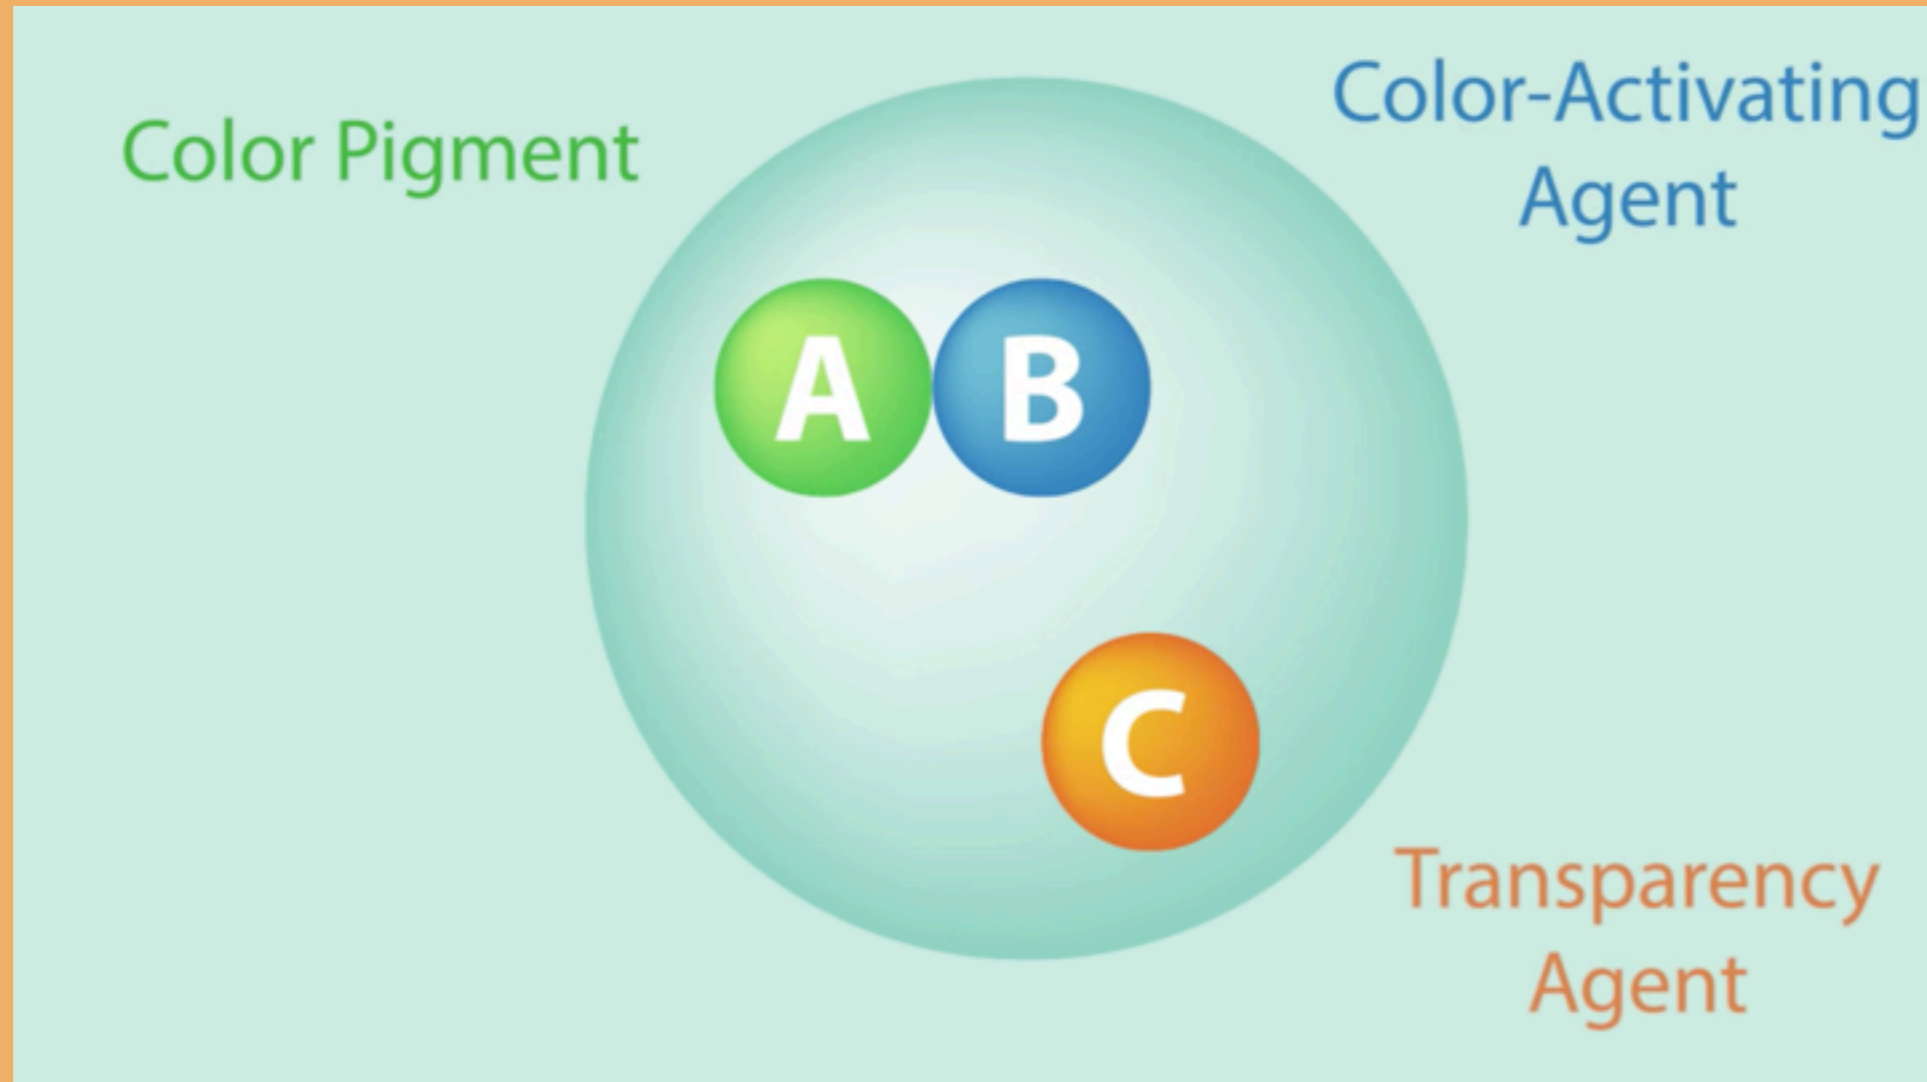 Color Pigment
Color-Activating
Agent
A
B
C
Transparency
Agent